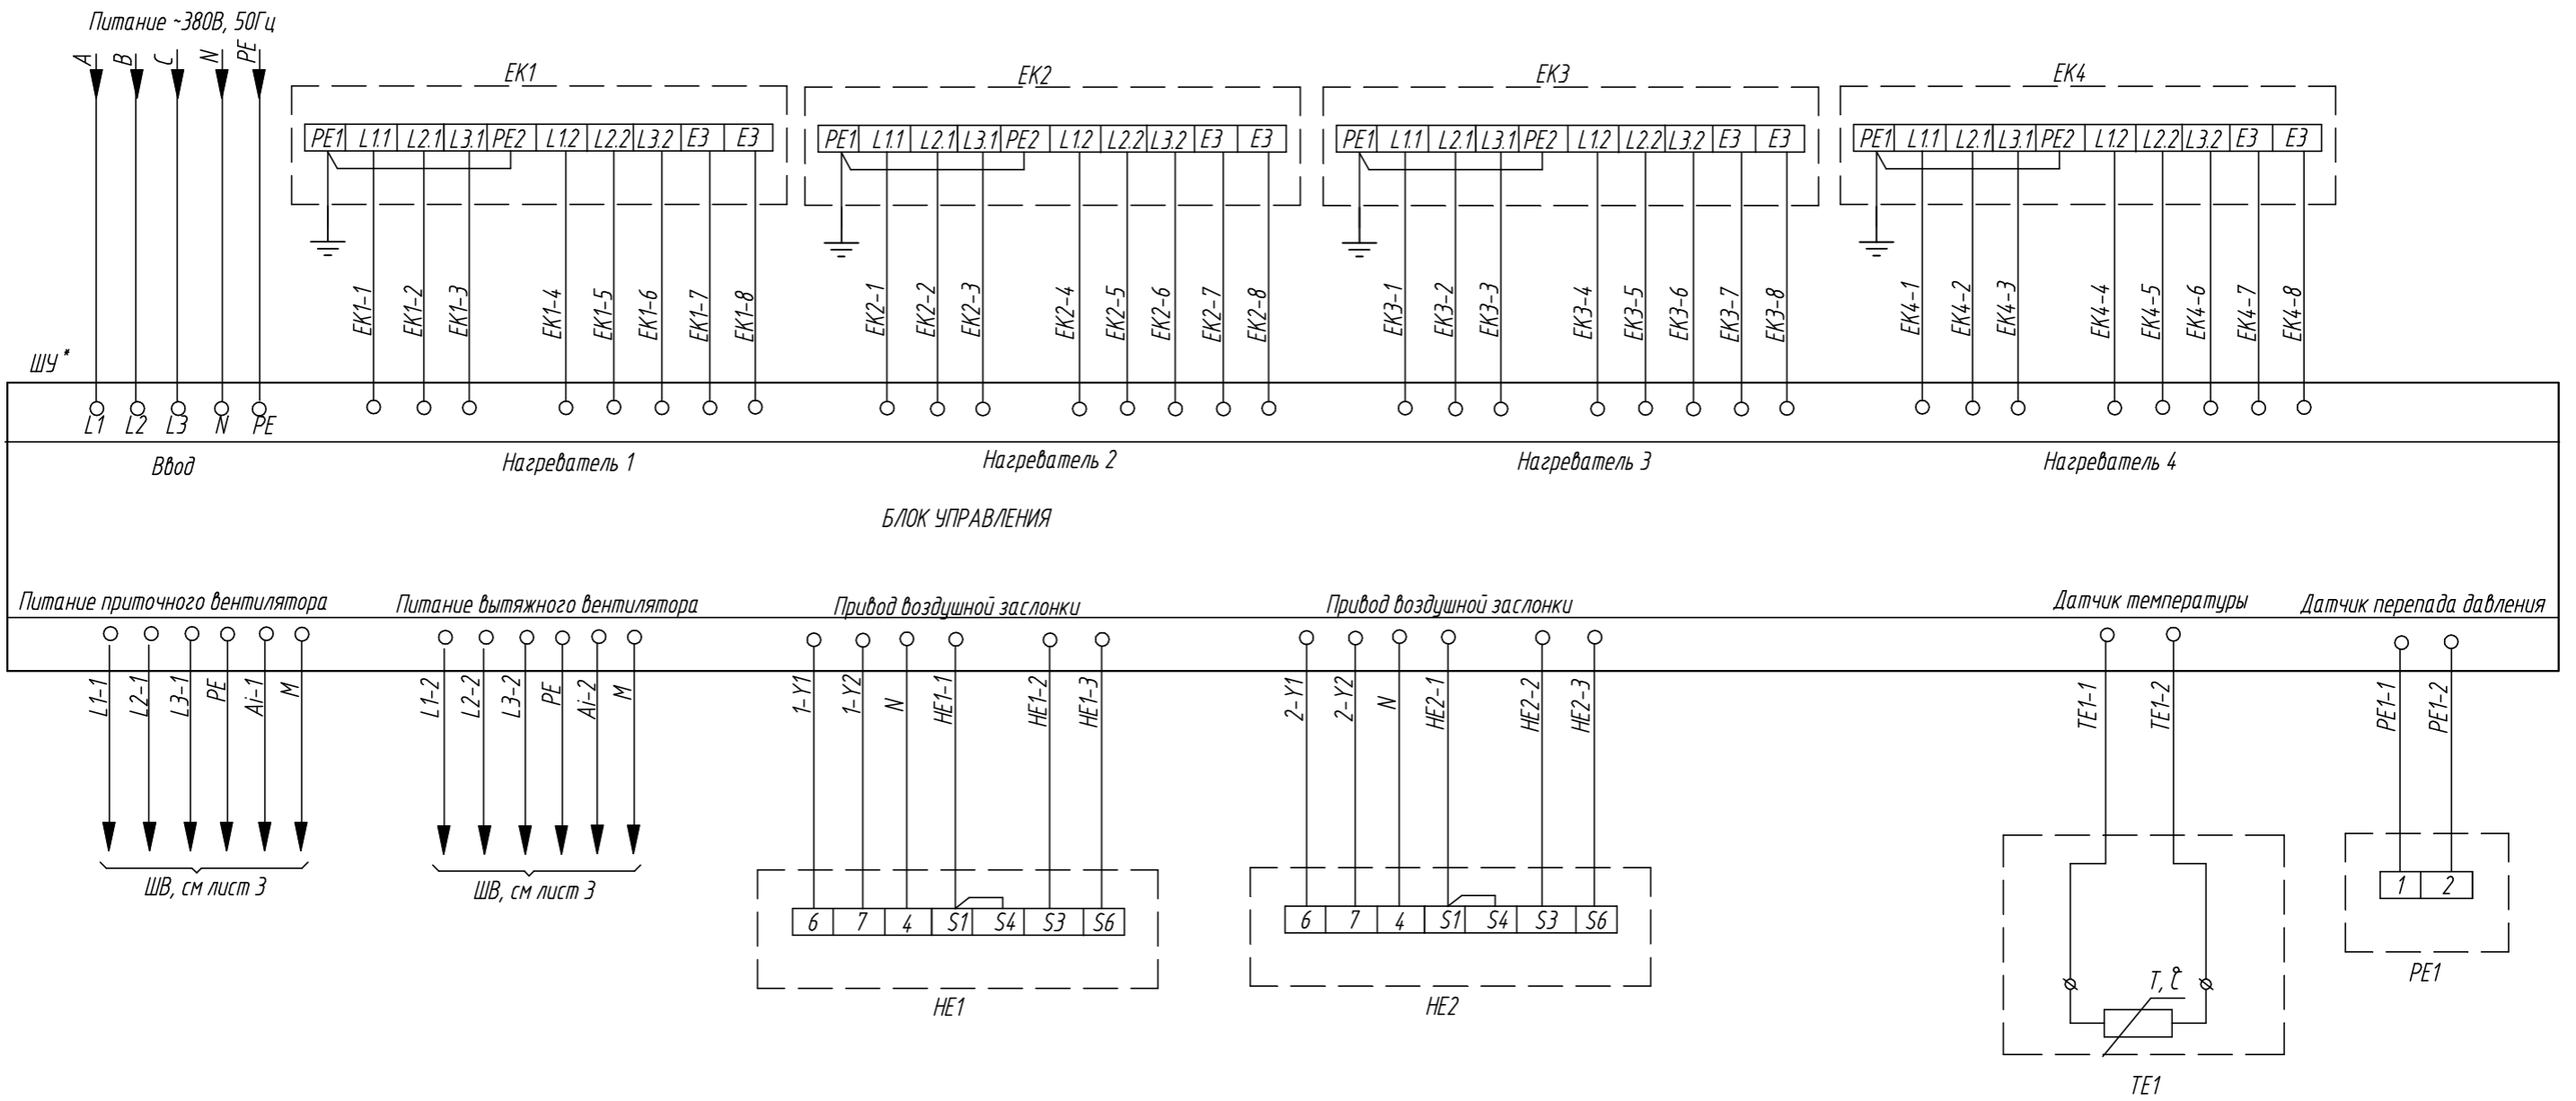 Питание ~380В, 50Гц
A
B
C
N
PE
EK1
EK2
EK3
EK4
PE1 L1.1 L2.1 L3.1 PE2 L1.2 L2.2 L3.2 E3 E3
PE1 L1.1 L2.1 L3.1 PE2 L1.2 L2.2 L3.2 E3 E3
PE1 L1.1 L2.1 L3.1 PE2 L1.2 L2.2 L3.2 E3 E3
PE1 L1.1 L2.1 L3.1 PE2 L1.2 L2.2 L3.2 E3 E3
EK1-1
EK1-2
EK1-3
EK1-4
EK1-5
EK1-6
EK1-7
EK1-8
EK2-1
EK2-2
EK2-3
EK2-4
EK2-5
EK2-6
EK2-7
EK2-8
EK3-1
EK3-2
EK3-3
EK3-4
EK3-5
EK3-6
EK3-7
EK3-8
EK4-1
EK4-2
EK4-3
EK4-4
EK4-5
EK4-6
EK4-7
EK4-8
ШУ*
L1 L2 L3 N PE
Ввод
Нагреватель 1
Нагреватель 2
Нагреватель 3
Нагреватель 4
БЛОК УПРАВЛЕНИЯ
Питание приточного вентилятора
Питание вытяжного вентилятора
Привод воздушной заслонки
Привод воздушной заслонки
Датчик температуры
Датчик перепада давления
L1-1
L2-1
L3-1
PE
Ai-1
M
L1-2
L2-2
L3-2
PE
Ai-2
M
1-Y1
1-Y2
N
HE1-1
HE1-2
HE1-3
2-Y1
2-Y2
N
HE2-1
HE2-2
HE2-3
TE1-1
TE1-2
PE1-1
PE1-2
ШВ, см лист 3
ШВ, см лист 3
6 7 4 S1 S4 S3 S6
HE1
6 7 4 S1 S4 S3 S6
HE2
T, °C
TE1
1 2
PE1